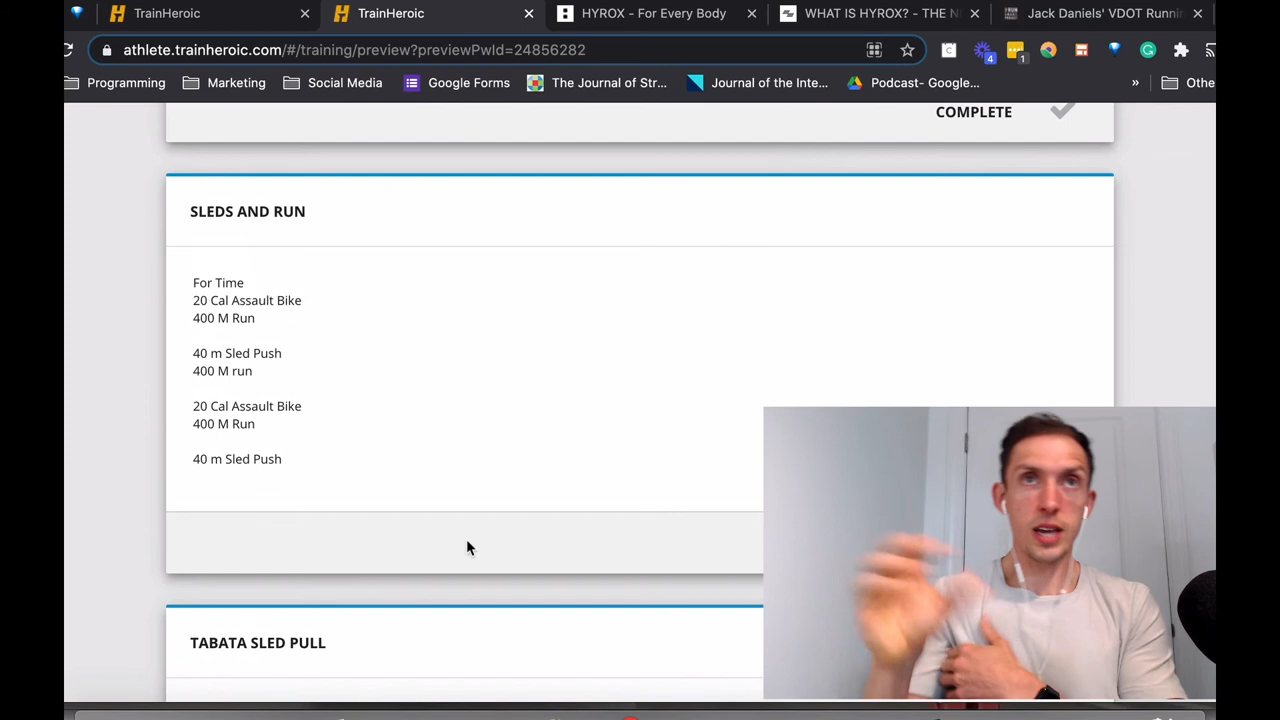 TrainHeroic
TrainHeroic
HYROX - For Every Body
WHAT IS HYROX? - THE N
Jack Daniels' VDOT Runnin
athlete.trainheroic.com/#/training/preview?previewPwId=24856282
4
1
Programming
Marketing
Social Media
Google Forms
The Journal of Str...
Journal of the Inte...
Podcast- Google...
»
Othe
COMPLETE
SLEDS AND RUN
For Time
20 Cal Assault Bike
400 M Run
40 m Sled Push
400 M run
20 Cal Assault Bike
400 M Run
40 m Sled Push
TABATA SLED PULL